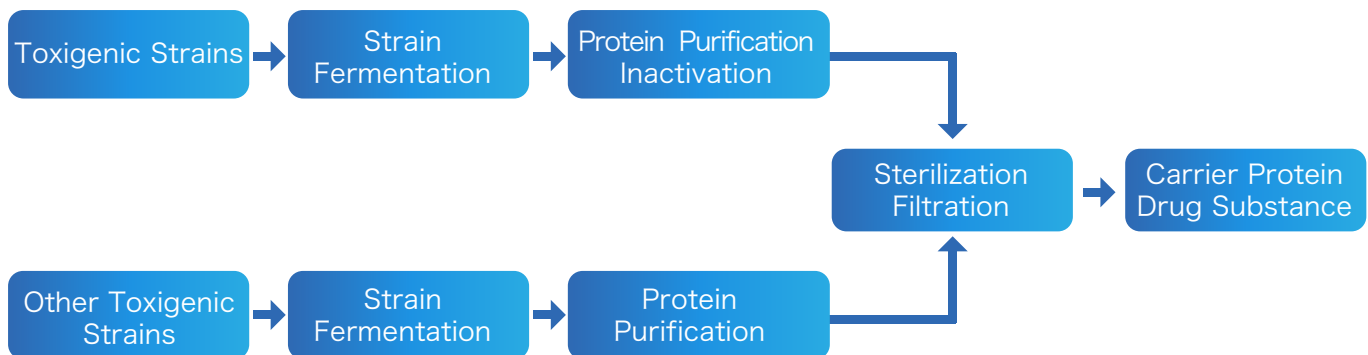 Toxigenic Strains
Strain
Fermentation
Protein Purification
Inactivation
Sterilization
Filtration
Carrier Protein
Drug Substance
Other Toxigenic
Strains
Strain
Fermentation
Protein
Purification